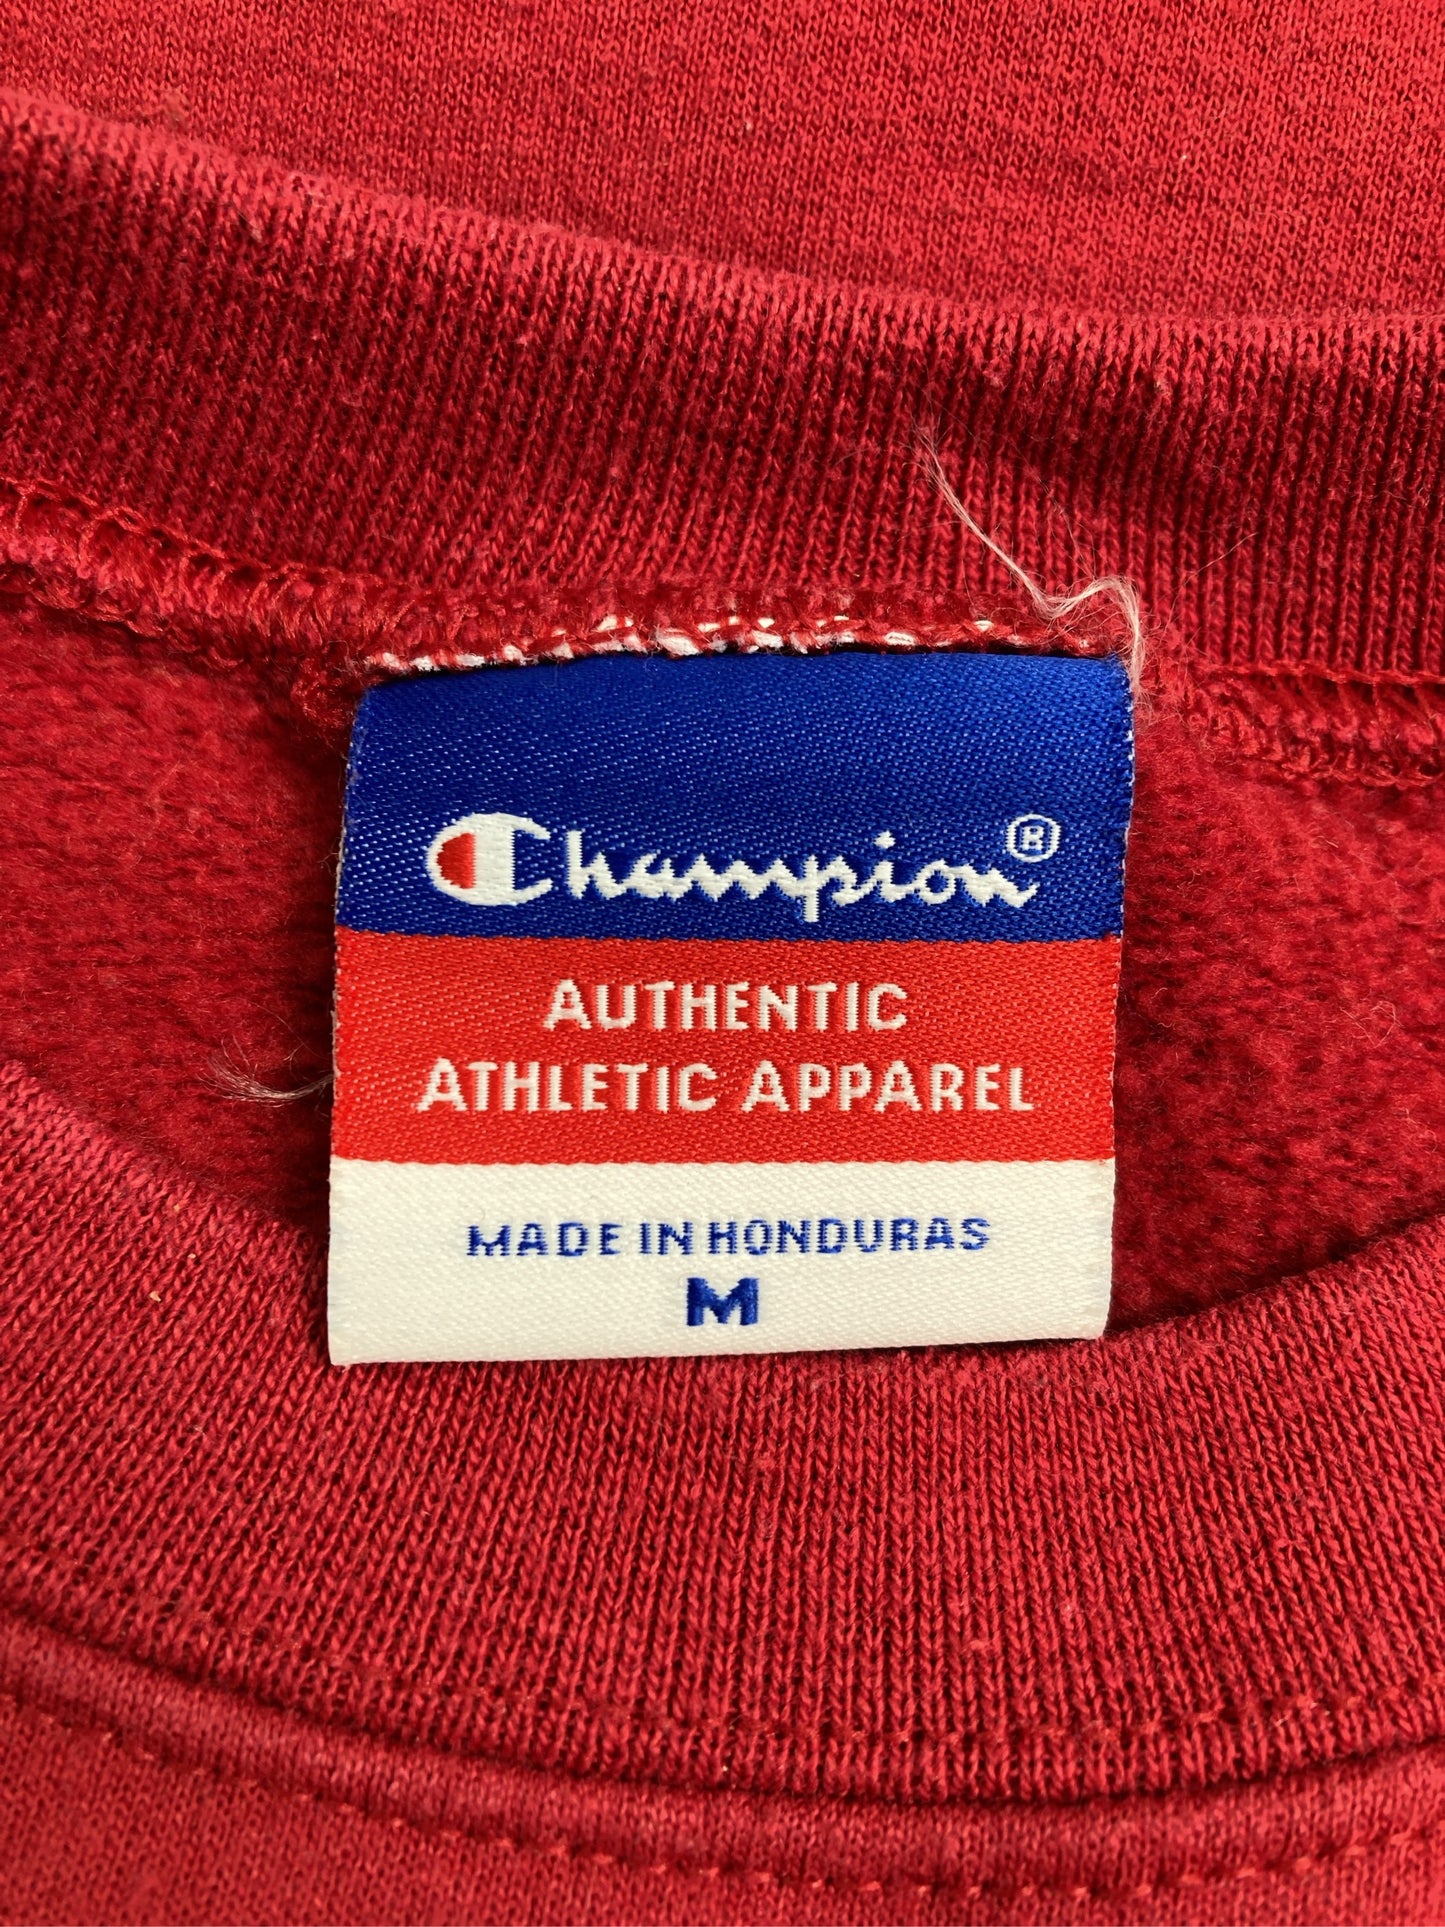 Champion®
AUTHENTIC
ATHLETIC APPAREL
MADE IN HONDURAS
M